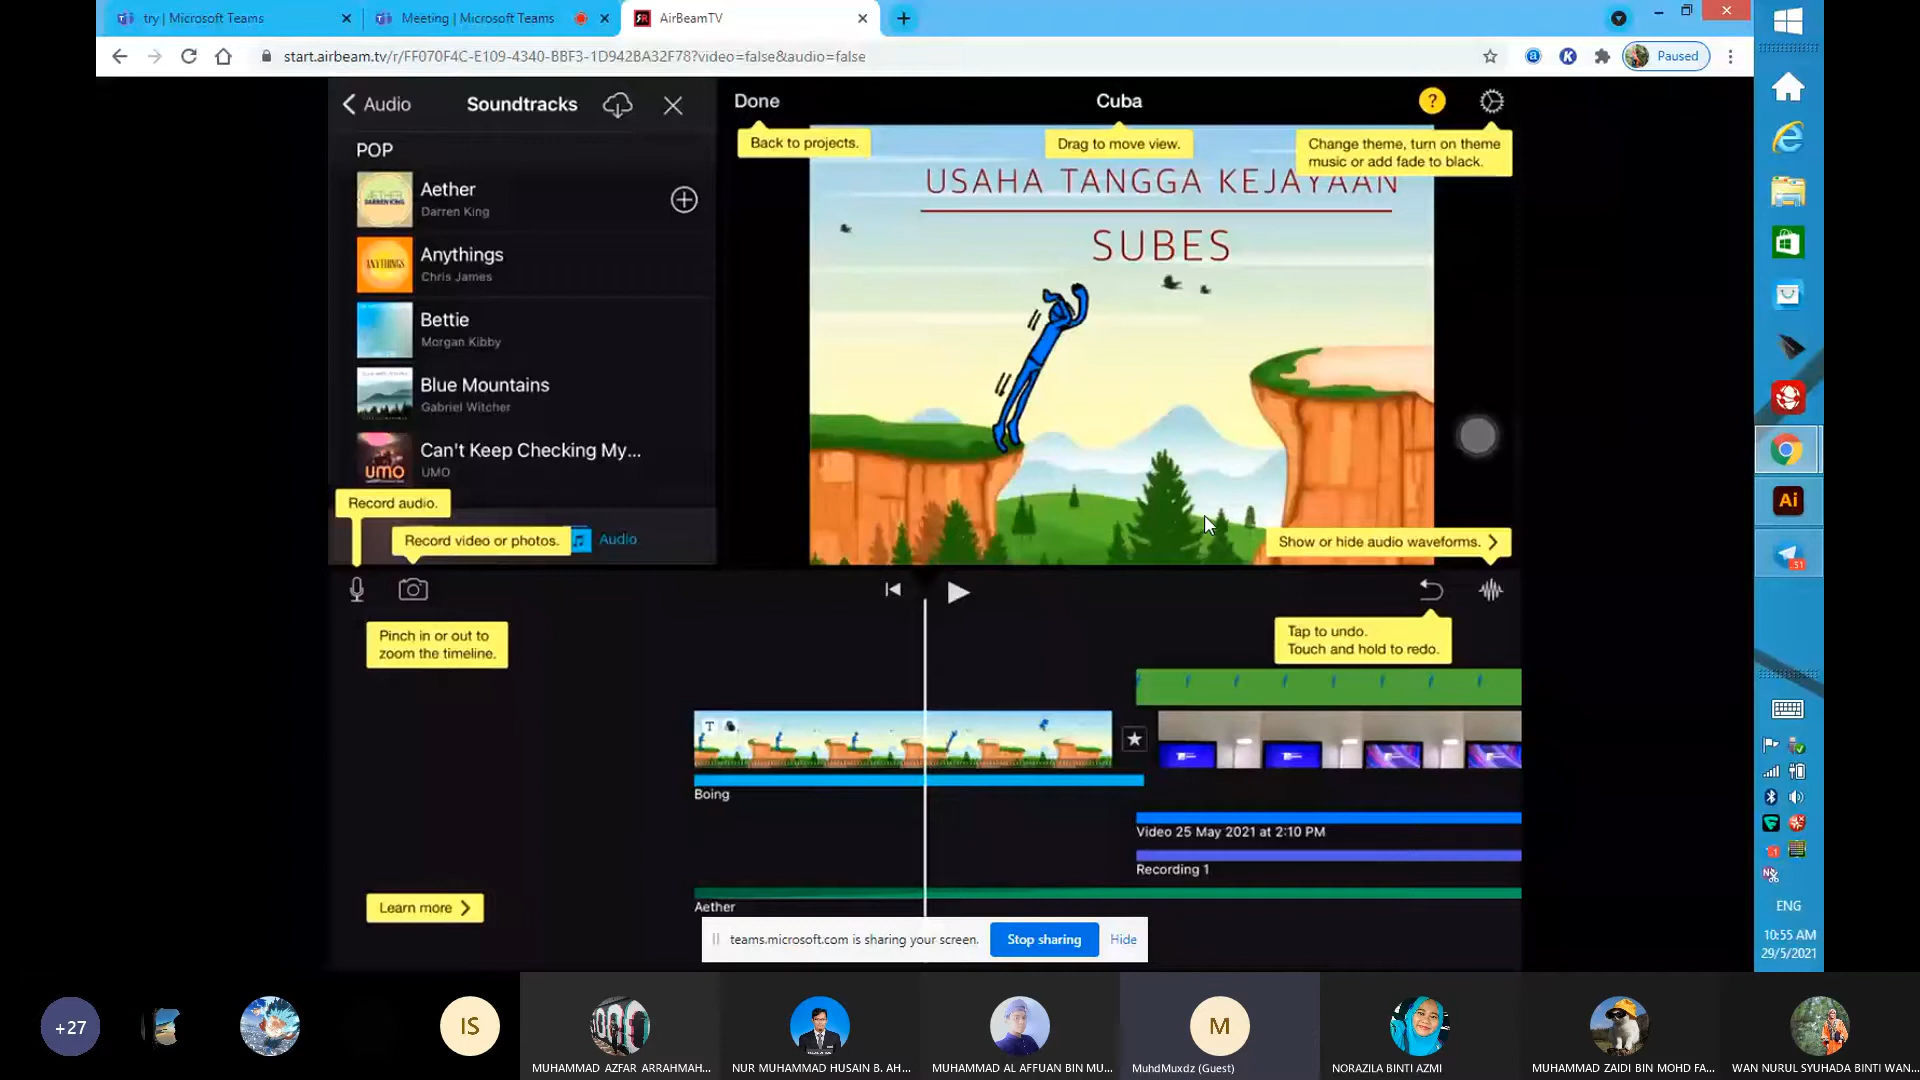 try | Microsoft Teams
Meeting | Microsoft Teams
AirBeamTV
start.airbeam.tv/r/FF070F4C-E109-4340-BBF3-1D942BA32F78?video=false&audio=false
Paused
Audio
Soundtracks
Done
Cuba
?
Back to projects.
Drag to move view.
Change theme, turn on theme
music or add fade to black.
POP
Aether
Darren King
Anythings
Chris James
Bettie
Morgan Kibby
Blue Mountains
Gabriel Witcher
Can't Keep Checking My...
UMO
UMO
ANYTHINGS
USAHA TANGGA KEJAYAAN
SUBES
Record audio.
Record video or photos.
Audio
Show or hide audio waveforms.
Pinch in or out to
zoom the timeline.
Tap to undo.
Touch and hold to redo.
T
Boing
Video 25 May 2021 at 2:10 PM
Recording 1
Aether
Learn more
teams.microsoft.com is sharing your screen.
Stop sharing
Hide
Ai
51
ENG
10:55 AM
29/5/2021
+27
IS
M
MUHAMMAD AZFAR ARRAHMAH...
NUR MUHAMMAD HUSAIN B. AH...
MUHAMMAD AL AFFUAN BIN MU...
MuhdMuxdz (Guest)
NORAZILA BINTI AZMI
MUHAMMAD ZAIDI BIN MOHD FA...
WAN NURUL SYUHADA BINTI WAN...